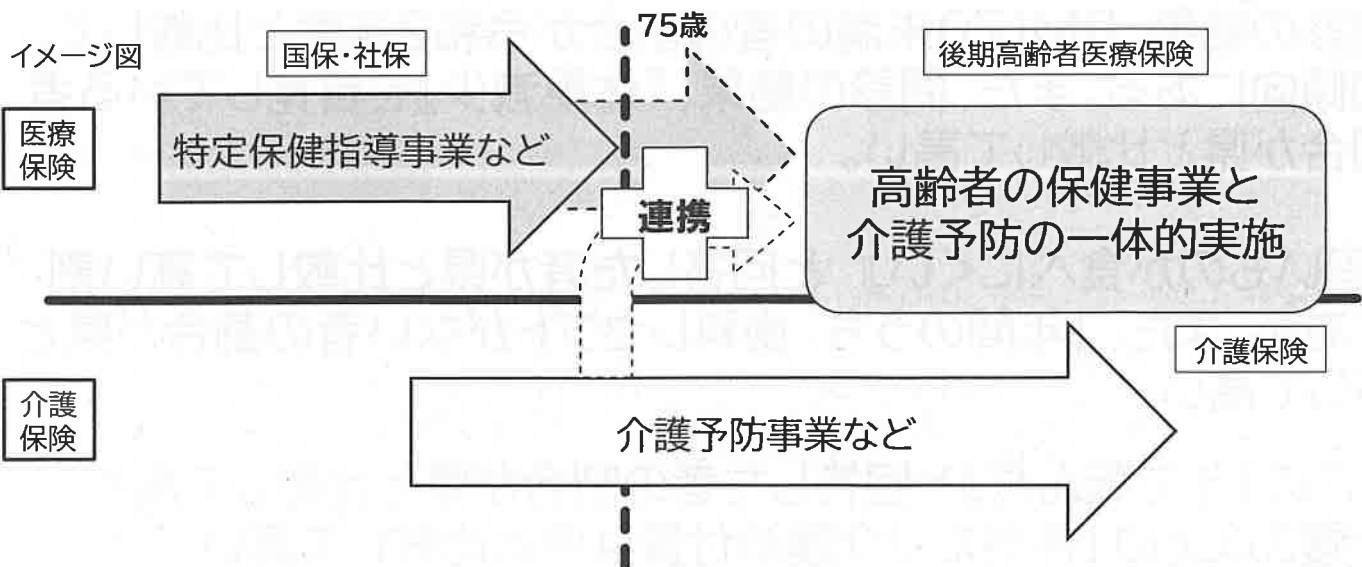 75歳
イメージ図
国保・社保
後期高齢者医療保険
医療
保険
特定保健指導事業など
連携
高齢者の保健事業と
介護予防の一体的実施
介護保険
介護
保険
介護予防事業など